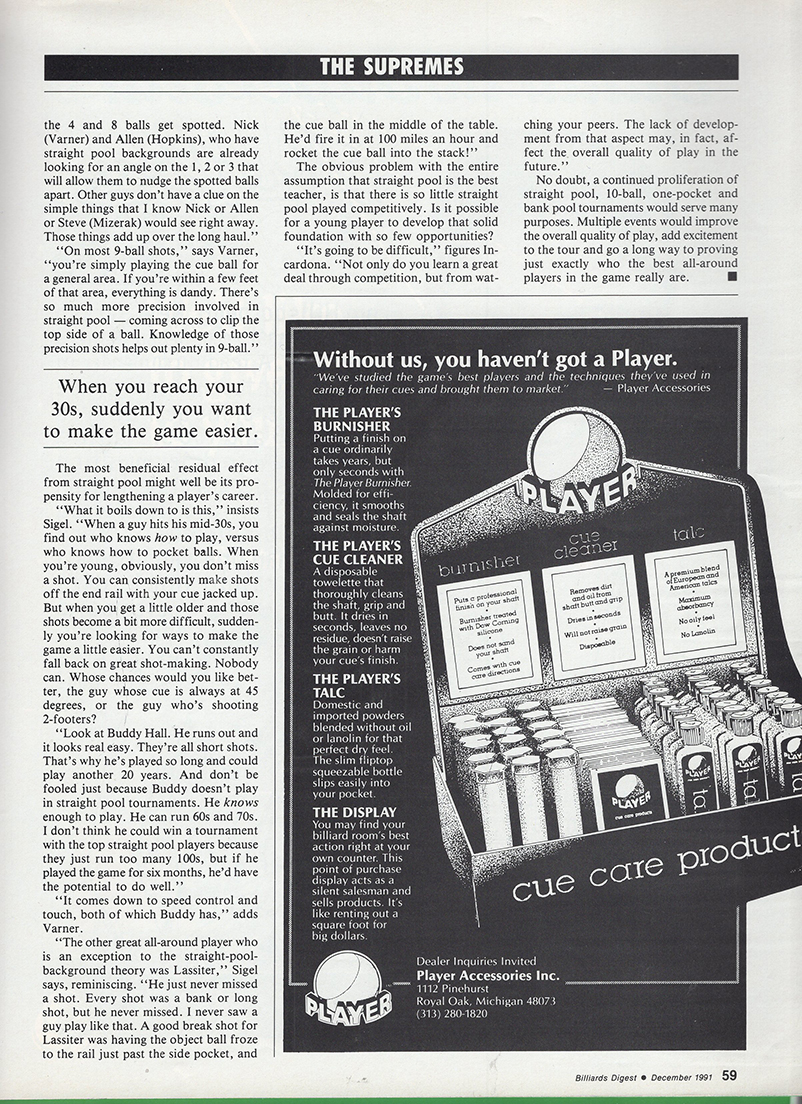 THE SUPREMES
the 4 and 8 balls get spotted. Nick
(Varner) and Allen (Hopkins), who have
straight pool backgrounds are already
looking for an angle on the 1, 2 or 3 that
will allow them to nudge the spotted balls
apart. Other guys don't have a clue on the
simple things that I know Nick or Allen
or Steve (Mizerak) would see right away.
Those things add up over the long haul.''
''On most 9-ball shots,'' says Varner,
''you're simply playing the cue ball for
a general area. If you're within a few feet
of that area, everything is dandy. There's
so much more precision involved in
straight pool — coming across to clip the
top side of a ball. Knowledge of those
precision shots helps out plenty in 9-ball.''
When you reach your
30s, suddenly you want
to make the game easier.
The most beneficial residual effect
from straight pool might well be its pro-
pensity for lengthening a player's career.
''What it boils down to is this,'' insists
Sigel. ''When a guy hits his mid-30s, you
find out who knows how to play, versus
who knows how to pocket balls. When
you're young, obviously, you don't miss
a shot. You can consistently make shots
off the end rail with your cue jacked up.
But when you get a little older and those
shots become a bit more difficult, sudden-
ly you're looking for ways to make the
game a little easier. You can't constantly
fall back on great shot-making. Nobody
can. Whose chances would you like bet-
ter, the guy whose cue is always at 45
degrees, or the guy who's shooting
2-footers?
''Look at Buddy Hall. He runs out and
it looks real easy. They're all short shots.
That's why he's played so long and could
play another 20 years. And don't be
fooled just because Buddy doesn't play
in straight pool tournaments. He knows
enough to play. He can run 60s and 70s.
I don't think he could win a tournament
with the top straight pool players because
they just run too many 100s, but if he
played the game for six months, he'd have
the potential to do well.''
''It comes down to speed control and
touch, both of which Buddy has,'' adds
Varner.
''The other great all-around player who
is an exception to the straight-pool-
background theory was Lassiter,'' Sigel
says, reminiscing. ''He just never missed
a shot. Every shot was a bank or long
shot, but he never missed. I never saw a
guy play like that. A good break shot for
Lassiter was having the object ball froze
to the rail just past the side pocket, and
the cue ball in the middle of the table.
He'd fire it in at 100 miles an hour and
rocket the cue ball into the stack!''
The obvious problem with the entire
assumption that straight pool is the best
teacher, is that there is so little straight
pool played competitively. Is it possible
for a young player to develop that solid
foundation with so few opportunities?
''It's going to be difficult,'' figures In-
cardona. ''Not only do you learn a great
deal through competition, but from wat-
ching your peers. The lack of develop-
ment from that aspect may, in fact, af-
fect the overall quality of play in the
future.''
No doubt, a continued proliferation of
straight pool, 10-ball, one-pocket and
bank pool tournaments would serve many
purposes. Multiple events would improve
the overall quality of play, add excitement
to the tour and go a long way to proving
just exactly who the best all-around
players in the game really are. ■
Without us, you haven't got a Player.
"We've studied the game's best players and the techniques they've used in
caring for their cues and brought them to market." — Player Accessories
THE PLAYER'S
BURNISHER
Putting a finish on
a cue ordinarily
takes years, but
only seconds with
The Player Burnisher.
Molded for effi-
ciency, it smooths
and seals the shaft
against moisture.
THE PLAYER'S
CUE CLEANER
A disposable
towelette that
thoroughly cleans
the shaft, grip and
butt. It dries in
seconds, leaves no
residue, doesn't raise
the grain or harm
your cue's finish.
THE PLAYER'S
TALC
Domestic and
imported powders
blended without oil
or lanolin for that
perfect dry feel.
The slim fliptop
squeezable bottle
slips easily into
your pocket.
THE DISPLAY
You may find your
billiard room's best
action right at your
own counter. This
point of purchase
display acts as a
silent salesman and
sells products. It's
like renting out a
square foot for
big dollars.
PLAYER
burnisher
Puts a professional
finish on your shaft
•
Burnisher treated
with Dow Corning
silicone
•
Does not sand
your shaft
•
Comes with cue
care directions
cue
cleaner
Removes dirt
and oil from
shaft butt and grip
•
Dries in seconds
•
Will not raise grain
•
Disposable
talc
A premium blend
of European and
American talcs
•
Maximum
absorbancy
•
No oily feel
•
No Lanolin
PLAYER
cue care products
PLAYER
talc
PLAYER
talc
cue care product
PLAYER
Dealer Inquiries Invited
Player Accessories Inc.
1112 Pinehurst
Royal Oak, Michigan 48073
(313) 280-1820
Billiards Digest ● December 1991 59